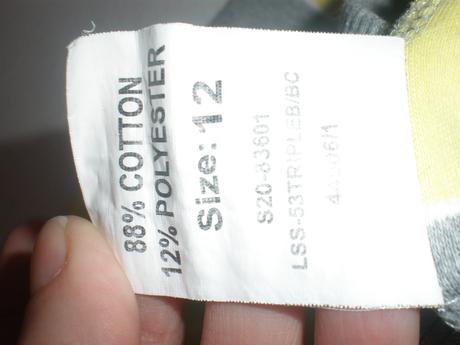 88% COTTON
12% POLYESTER
Size: 12
S20-83601
LSS-53TRIPLEB/BC